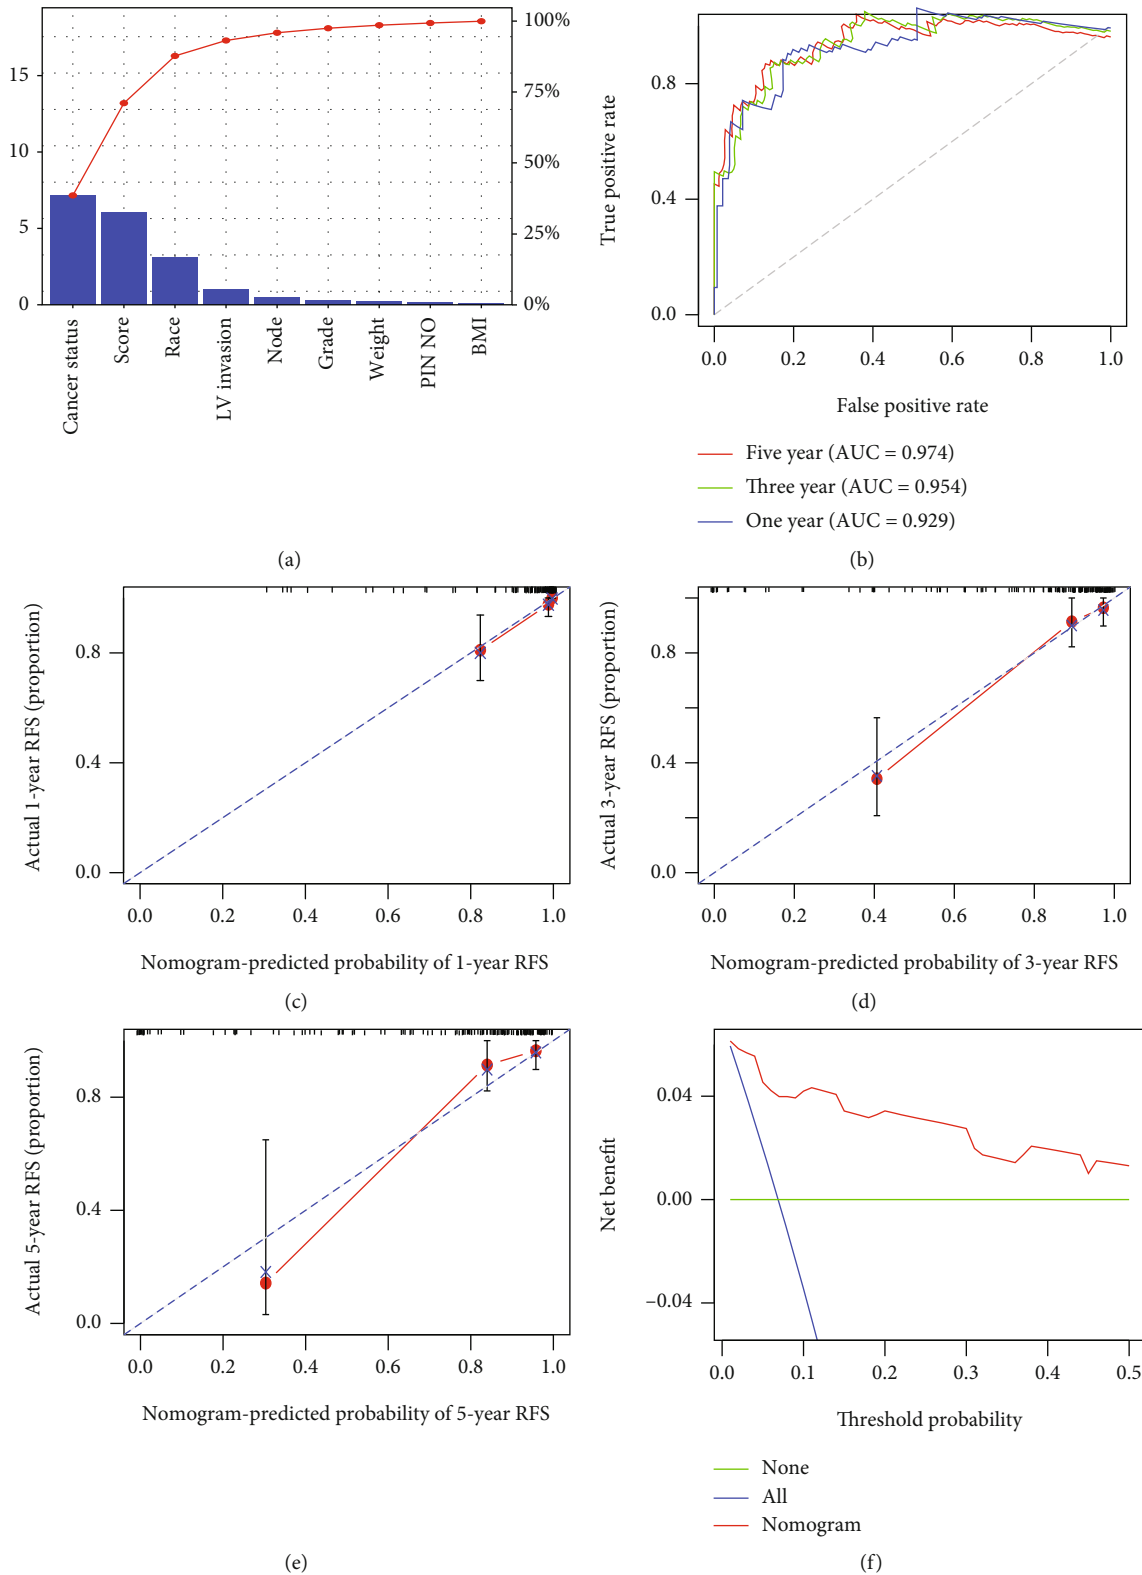 15
10
5
0
100%
75%
50%
25%
0%
Cancer status
Score
Race
LV invasion
Node
Grade
Weight
PIN NO
BMI
(a)
True positive rate
0.8
0.4
0.0
0.0 0.2 0.4 0.6 0.8 1.0
False positive rate
Five year (AUC = 0.974)
Three year (AUC = 0.954)
One year (AUC = 0.929)
(b)
Actual 1-year RFS (proportion)
0.8
0.4
0.0
0.0 0.2 0.4 0.6 0.8 1.0
Nomogram-predicted probability of 1-year RFS
(c)
Actual 3-year RFS (proportion)
0.8
0.4
0.0
0.0 0.2 0.4 0.6 0.8 1.0
Nomogram-predicted probability of 3-year RFS
(d)
Actual 5-year RFS (proportion)
0.8
0.4
0.0
0.0 0.2 0.4 0.6 0.8 1.0
Nomogram-predicted probability of 5-year RFS
(e)
Net benefit
0.04
0.00
−0.04
0.0 0.1 0.2 0.3 0.4 0.5
Threshold probability
None
All
Nomogram
(f)